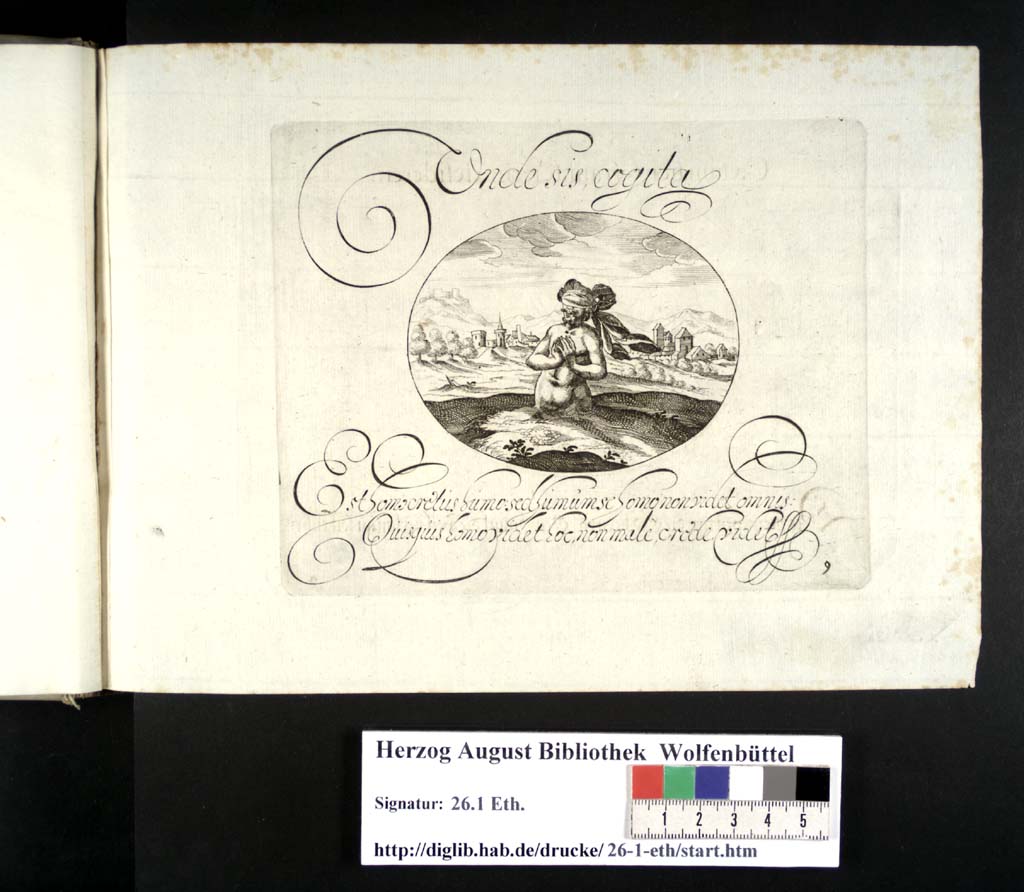 Unde sis, cogita
Est homo cretus humo: sed humum se homo non videt omnis:
Quisquis homo videt hoc, non malè, crede, videt
9
Herzog August Bibliothek Wolfenbüttel
Signatur: 26.1 Eth.
1 2 3 4 5
http://diglib.hab.de/drucke/ 26-1-eth/start.htm